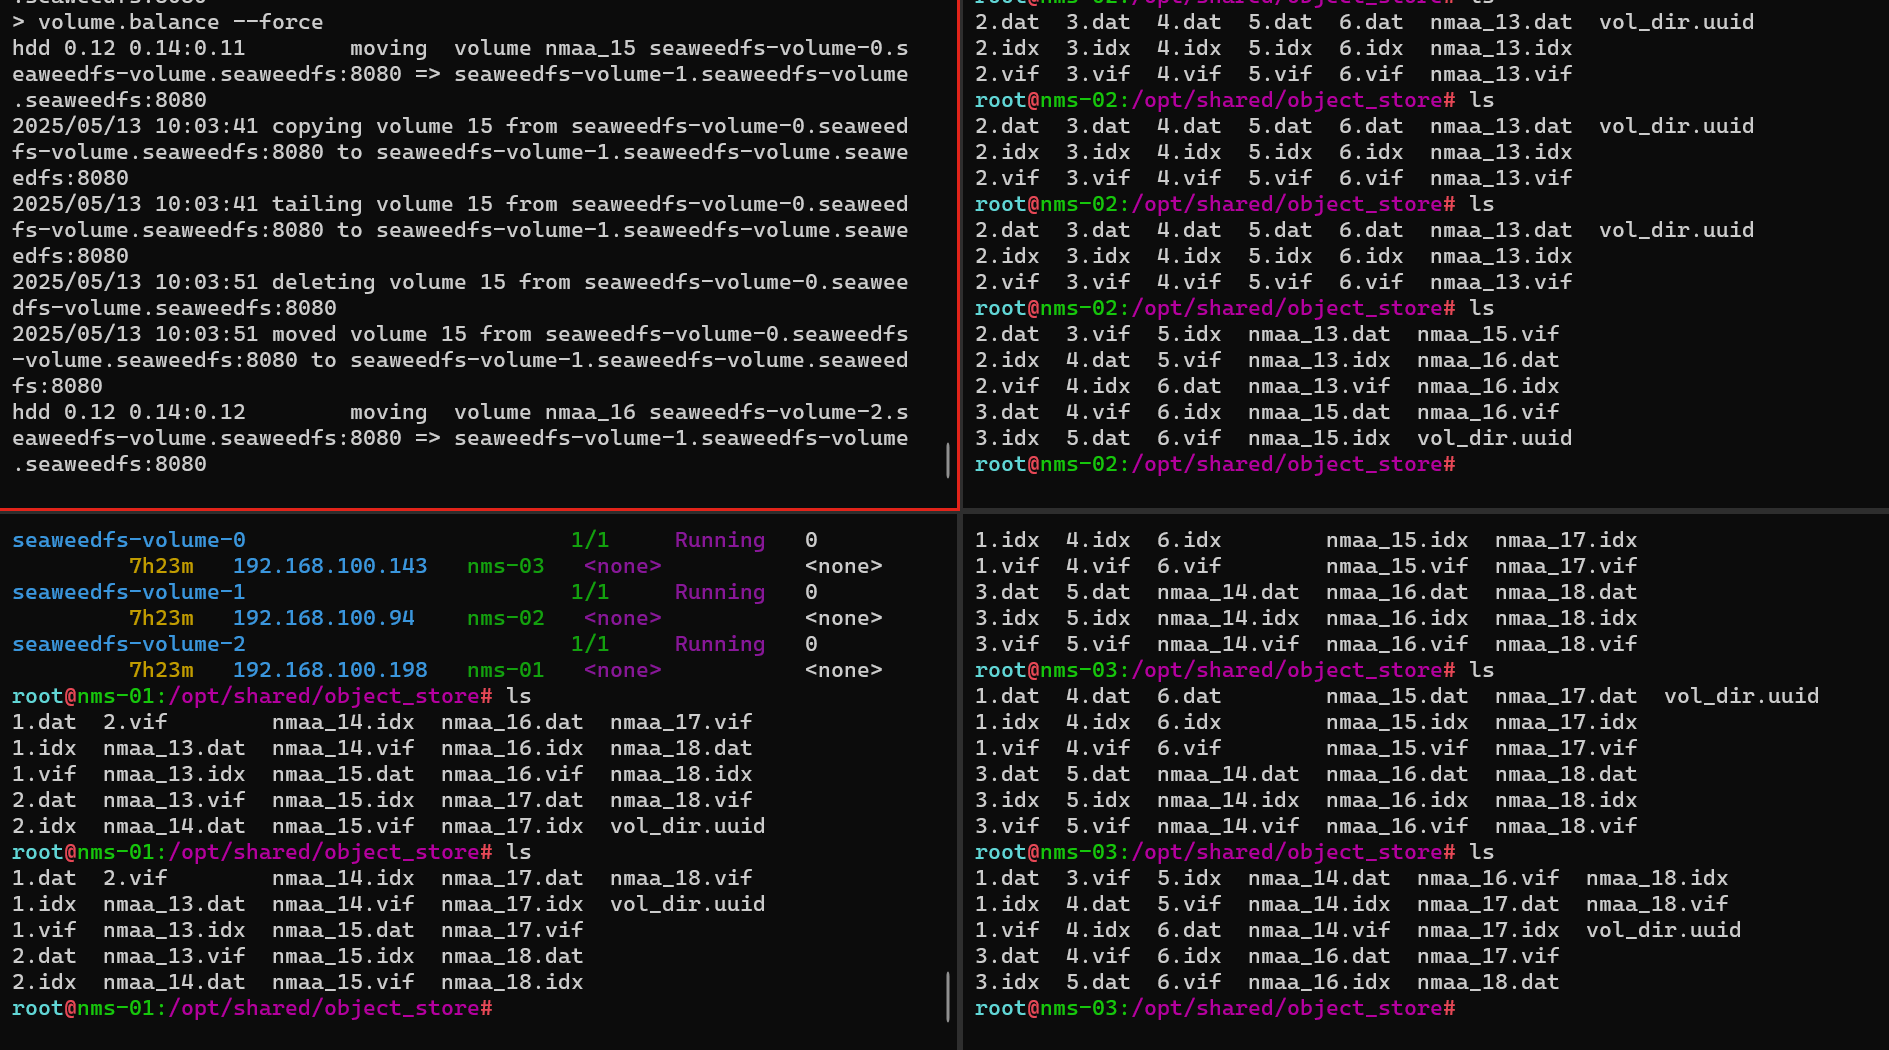 .seaweedfs:8080
> volume.balance --force
hdd 0.12 0.14:0.11        moving  volume nmaa_15 seaweedfs-volume-0.s
eaweedfs-volume.seaweedfs:8080 => seaweedfs-volume-1.seaweedfs-volume
.seaweedfs:8080
2025/05/13 10:03:41 copying volume 15 from seaweedfs-volume-0.seaweed
fs-volume.seaweedfs:8080 to seaweedfs-volume-1.seaweedfs-volume.seawe
edfs:8080
2025/05/13 10:03:41 tailing volume 15 from seaweedfs-volume-0.seaweed
fs-volume.seaweedfs:8080 to seaweedfs-volume-1.seaweedfs-volume.seawe
edfs:8080
2025/05/13 10:03:51 deleting volume 15 from seaweedfs-volume-0.seawee
dfs-volume.seaweedfs:8080
2025/05/13 10:03:51 moved volume 15 from seaweedfs-volume-0.seaweedfs
-volume.seaweedfs:8080 to seaweedfs-volume-1.seaweedfs-volume.seaweed
fs:8080
hdd 0.12 0.14:0.12        moving  volume nmaa_16 seaweedfs-volume-2.s
eaweedfs-volume.seaweedfs:8080 => seaweedfs-volume-1.seaweedfs-volume
.seaweedfs:8080
root@nms-02:/opt/shared/object_store# ls
2.dat  3.dat  4.dat  5.dat  6.dat  nmaa_13.dat  vol_dir.uuid
2.idx  3.idx  4.idx  5.idx  6.idx  nmaa_13.idx
2.vif  3.vif  4.vif  5.vif  6.vif  nmaa_13.vif
root@nms-02:/opt/shared/object_store# ls
2.dat  3.dat  4.dat  5.dat  6.dat  nmaa_13.dat  vol_dir.uuid
2.idx  3.idx  4.idx  5.idx  6.idx  nmaa_13.idx
2.vif  3.vif  4.vif  5.vif  6.vif  nmaa_13.vif
root@nms-02:/opt/shared/object_store# ls
2.dat  3.dat  4.dat  5.dat  6.dat  nmaa_13.dat  vol_dir.uuid
2.idx  3.idx  4.idx  5.idx  6.idx  nmaa_13.idx
2.vif  3.vif  4.vif  5.vif  6.vif  nmaa_13.vif
root@nms-02:/opt/shared/object_store# ls
2.dat  3.vif  5.idx  nmaa_13.dat  nmaa_15.vif
2.idx  4.dat  5.vif  nmaa_13.idx  nmaa_16.dat
2.vif  4.idx  6.dat  nmaa_13.vif  nmaa_16.idx
3.dat  4.vif  6.idx  nmaa_15.dat  nmaa_16.vif
3.idx  5.dat  6.vif  nmaa_15.idx  vol_dir.uuid
root@nms-02:/opt/shared/object_store#
seaweedfs-volume-0                         1/1     Running   0
         7h23m   192.168.100.143   nms-03   <none>           <none>
seaweedfs-volume-1                         1/1     Running   0
         7h23m   192.168.100.94    nms-02   <none>           <none>
seaweedfs-volume-2                         1/1     Running   0
         7h23m   192.168.100.198   nms-01   <none>           <none>
root@nms-01:/opt/shared/object_store# ls
1.dat  2.vif        nmaa_14.idx  nmaa_16.dat  nmaa_17.vif
1.idx  nmaa_13.dat  nmaa_14.vif  nmaa_16.idx  nmaa_18.dat
1.vif  nmaa_13.idx  nmaa_15.dat  nmaa_16.vif  nmaa_18.idx
2.dat  nmaa_13.vif  nmaa_15.idx  nmaa_17.dat  nmaa_18.vif
2.idx  nmaa_14.dat  nmaa_15.vif  nmaa_17.idx  vol_dir.uuid
root@nms-01:/opt/shared/object_store# ls
1.dat  2.vif        nmaa_14.idx  nmaa_17.dat  nmaa_18.vif
1.idx  nmaa_13.dat  nmaa_14.vif  nmaa_17.idx  vol_dir.uuid
1.vif  nmaa_13.idx  nmaa_15.dat  nmaa_17.vif
2.dat  nmaa_13.vif  nmaa_15.idx  nmaa_18.dat
2.idx  nmaa_14.dat  nmaa_15.vif  nmaa_18.idx
root@nms-01:/opt/shared/object_store#
1.idx  4.idx  6.idx        nmaa_15.idx  nmaa_17.idx
1.vif  4.vif  6.vif        nmaa_15.vif  nmaa_17.vif
3.dat  5.dat  nmaa_14.dat  nmaa_16.dat  nmaa_18.dat
3.idx  5.idx  nmaa_14.idx  nmaa_16.idx  nmaa_18.idx
3.vif  5.vif  nmaa_14.vif  nmaa_16.vif  nmaa_18.vif
root@nms-03:/opt/shared/object_store# ls
1.dat  4.dat  6.dat        nmaa_15.dat  nmaa_17.dat  vol_dir.uuid
1.idx  4.idx  6.idx        nmaa_15.idx  nmaa_17.idx
1.vif  4.vif  6.vif        nmaa_15.vif  nmaa_17.vif
3.dat  5.dat  nmaa_14.dat  nmaa_16.dat  nmaa_18.dat
3.idx  5.idx  nmaa_14.idx  nmaa_16.idx  nmaa_18.idx
3.vif  5.vif  nmaa_14.vif  nmaa_16.vif  nmaa_18.vif
root@nms-03:/opt/shared/object_store# ls
1.dat  3.vif  5.idx  nmaa_14.dat  nmaa_16.vif  nmaa_18.idx
1.idx  4.dat  5.vif  nmaa_14.idx  nmaa_17.dat  nmaa_18.vif
1.vif  4.idx  6.dat  nmaa_14.vif  nmaa_17.idx  vol_dir.uuid
3.dat  4.vif  6.idx  nmaa_16.dat  nmaa_17.vif
3.idx  5.dat  6.vif  nmaa_16.idx  nmaa_18.dat
root@nms-03:/opt/shared/object_store#